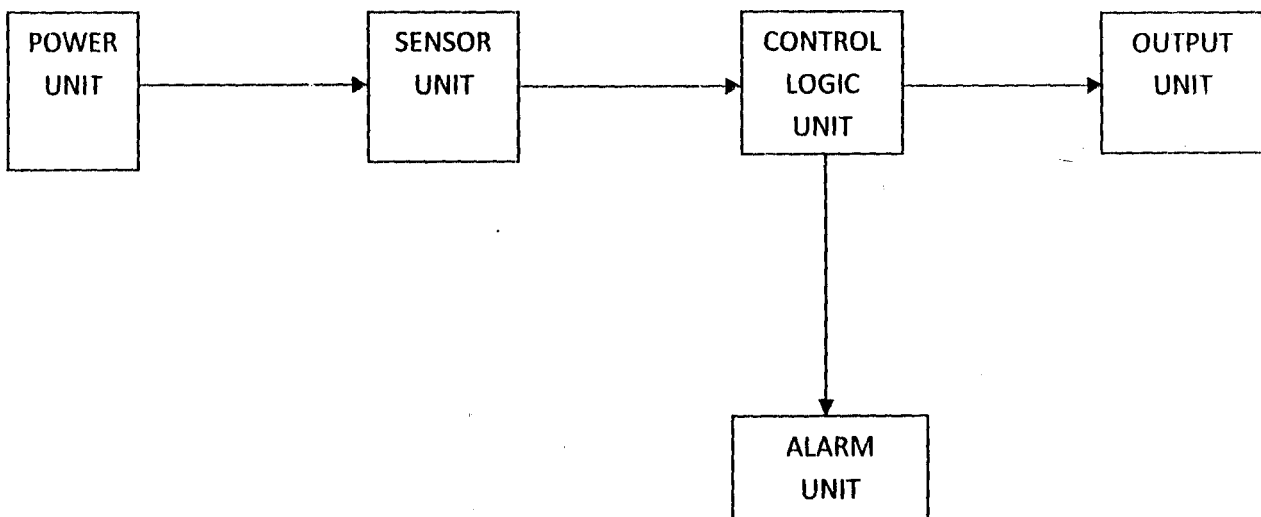 POWER
UNIT
SENSOR
UNIT
CONTROL
LOGIC
UNIT
OUTPUT
UNIT
ALARM
UNIT